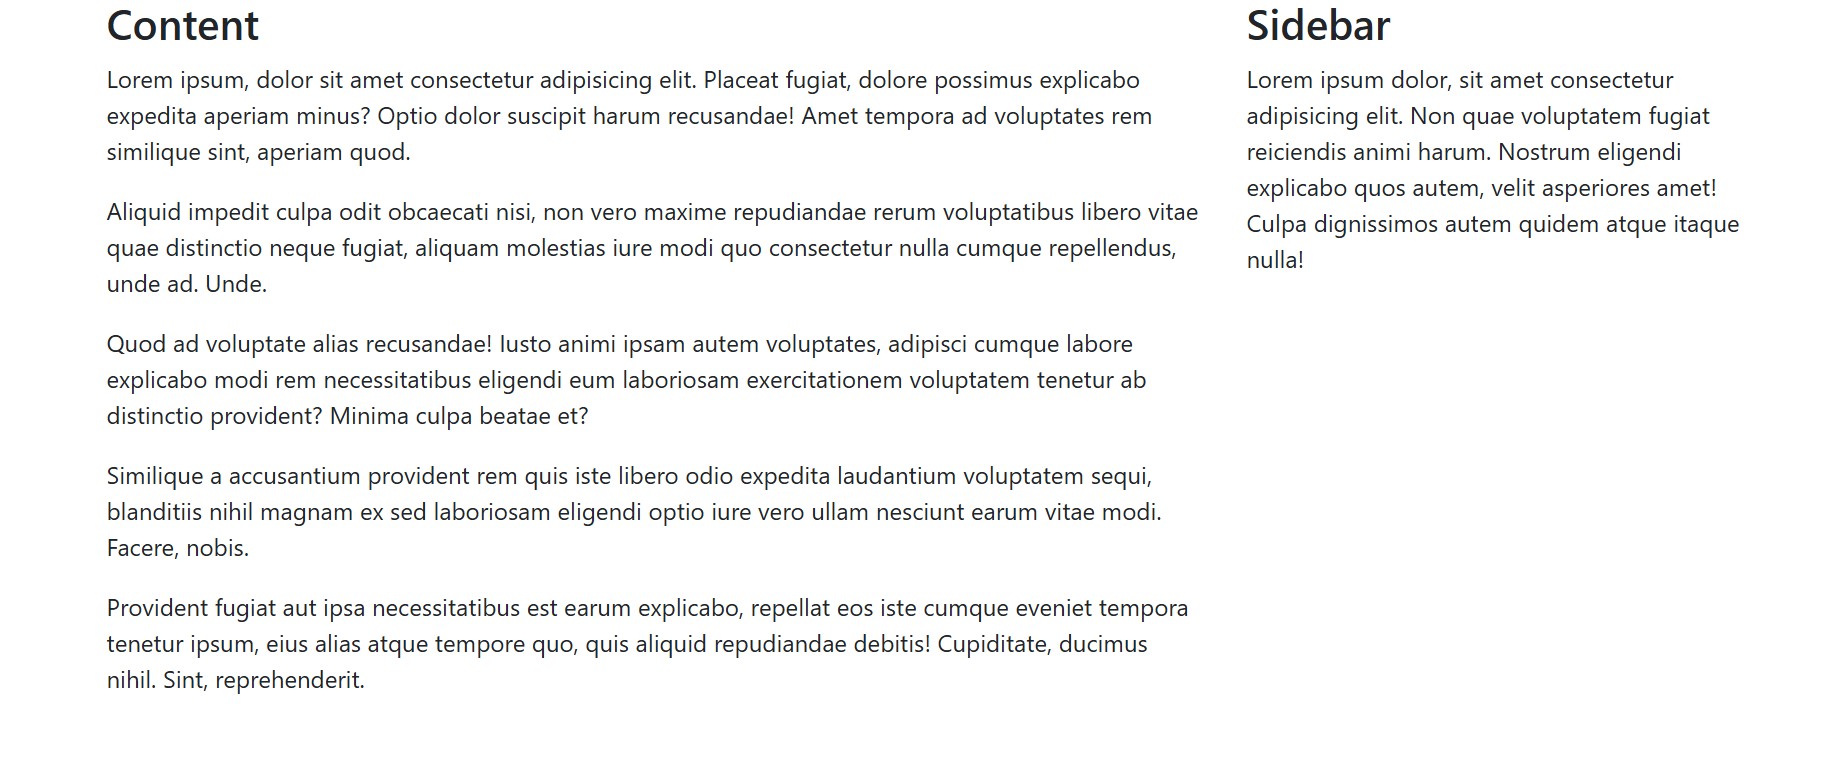 Content
Lorem ipsum, dolor sit amet consectetur adipisicing elit. Placeat fugiat, dolore possimus explicabo
expedita aperiam minus? Optio dolor suscipit harum recusandae! Amet tempora ad voluptates rem
similique sint, aperiam quod.
Aliquid impedit culpa odit obcaecati nisi, non vero maxime repudiandae rerum voluptatibus libero vitae
quae distinctio neque fugiat, aliquam molestias iure modi quo consectetur nulla cumque repellendus,
unde ad. Unde.
Quod ad voluptate alias recusandae! Iusto animi ipsam autem voluptates, adipisci cumque labore
explicabo modi rem necessitatibus eligendi eum laboriosam exercitationem voluptatem tenetur ab
distinctio provident? Minima culpa beatae et?
Similique a accusantium provident rem quis iste libero odio expedita laudantium voluptatem sequi,
blanditiis nihil magnam ex sed laboriosam eligendi optio iure vero ullam nesciunt earum vitae modi.
Facere, nobis.
Provident fugiat aut ipsa necessitatibus est earum explicabo, repellat eos iste cumque eveniet tempora
tenetur ipsum, eius alias atque tempore quo, quis aliquid repudiandae debitis! Cupiditate, ducimus
nihil. Sint, reprehenderit.
Sidebar
Lorem ipsum dolor, sit amet consectetur
adipisicing elit. Non quae voluptatem fugiat
reiciendis animi harum. Nostrum eligendi
explicabo quos autem, velit asperiores amet!
Culpa dignissimos autem quidem atque itaque
nulla!